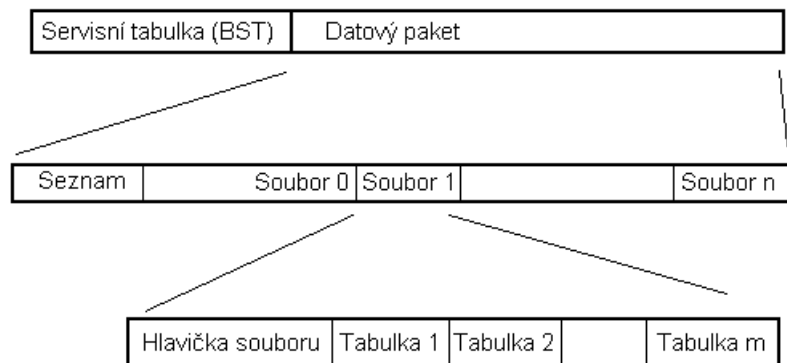 Servisní tabulka (BST) Datový paket
Seznam Soubor 0 Soubor 1 Soubor n
Hlavička souboru Tabulka 1 Tabulka 2 Tabulka m